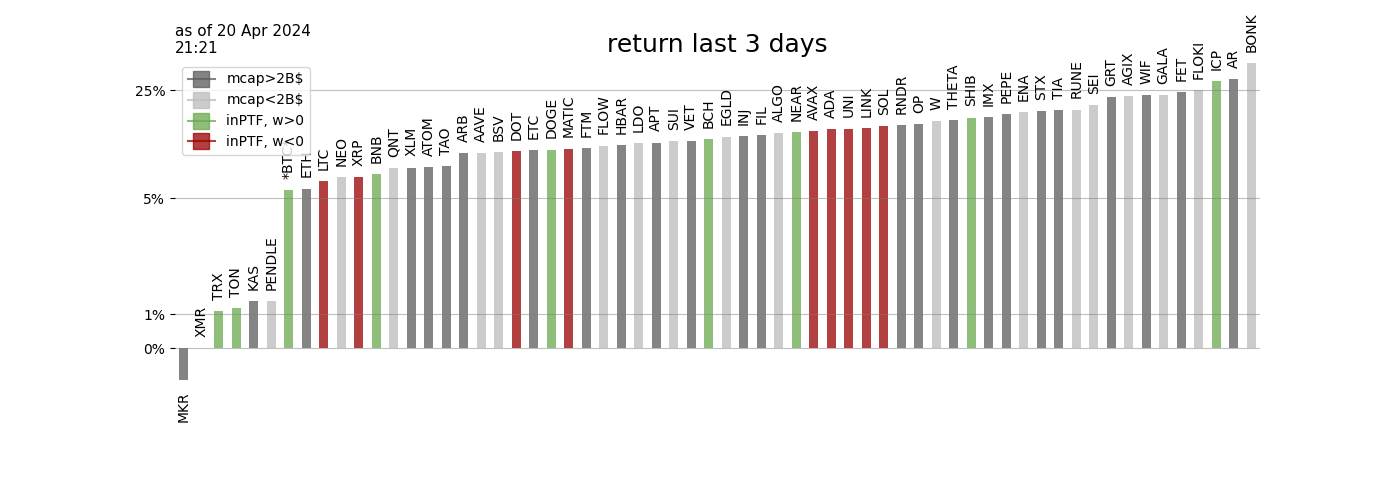 as of 20 Apr 2024
21:21
return last 3 days
mcap>2B$
mcap<2B$
inPTF, w>0
inPTF, w<0
25%
5%
1%
0%
MKR
XMR
TRX
TON
KAS
PENDLE
*BTC
ETH
LTC
NEO
XRP
BNB
QNT
XLM
ATOM
TAO
ARB
AAVE
BSV
DOT
ETC
DOGE
MATIC
FTM
FLOW
HBAR
LDO
APT
SUI
VET
BCH
EGLD
INJ
FIL
ALGO
NEAR
AVAX
ADA
UNI
LINK
SOL
RNDR
OP
W
THETA
SHIB
IMX
PEPE
ENA
STX
TIA
RUNE
SEI
GRT
AGIX
WIF
GALA
FET
FLOKI
ICP
AR
BONK